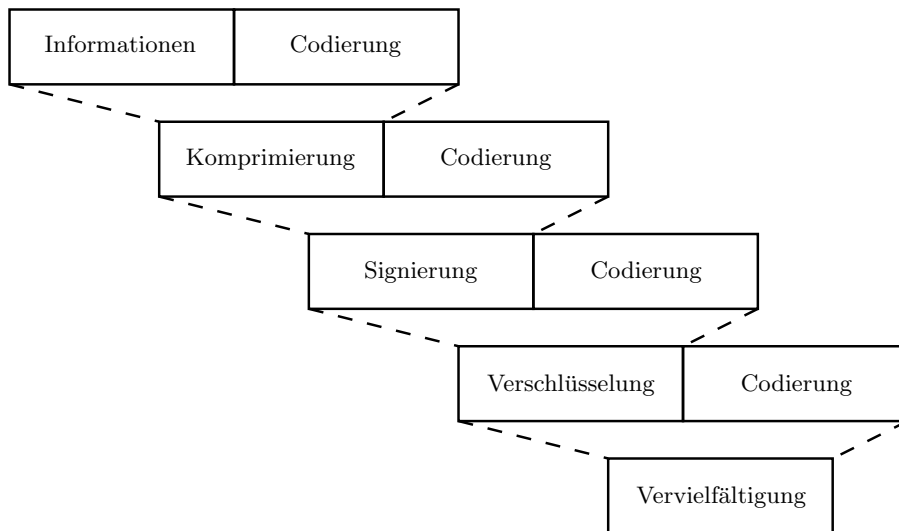 Informationen Codierung
Komprimierung Codierung
Signierung Codierung
Verschlüsselung Codierung
Vervielfältigung